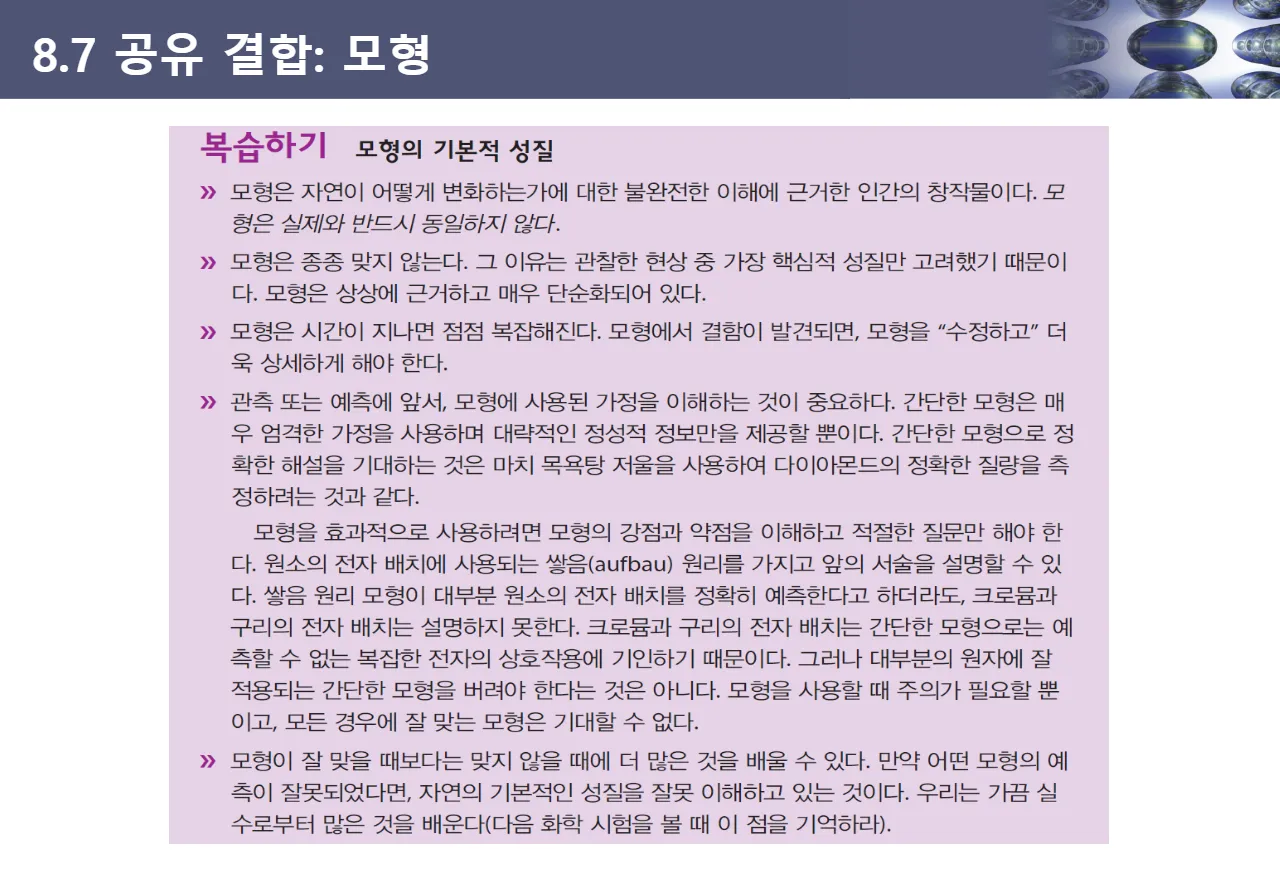 8.7 공유 결합: 모형
복습하기 모형의 기본적 성질
» 모형은 자연이 어떻게 변화하는가에 대한 불완전한 이해에 근거한 인간의 창작물이다. 모
형은 실제와 반드시 동일하지 않다.
» 모형은 종종 맞지 않는다. 그 이유는 관찰한 현상 중 가장 핵심적 성질만 고려했기 때문이
다. 모형은 상상에 근거하고 매우 단순화되어 있다.
» 모형은 시간이 지나면 점점 복잡해진다. 모형에서 결함이 발견되면, 모형을 “수정하고” 더
욱 상세하게 해야 한다.
» 관측 또는 예측에 앞서, 모형에 사용된 가정을 이해하는 것이 중요하다. 간단한 모형은 매
우 엄격한 가정을 사용하며 대략적인 정성적 정보만을 제공할 뿐이다. 간단한 모형으로 정
확한 해설을 기대하는 것은 마치 목욕탕 저울을 사용하여 다이아몬드의 정확한 질량을 측
정하려는 것과 같다.
모형을 효과적으로 사용하려면 모형의 강점과 약점을 이해하고 적절한 질문만 해야 한
다. 원소의 전자 배치에 사용되는 쌓음(aufbau) 원리를 가지고 앞의 서술을 설명할 수 있
다. 쌓음 원리 모형이 대부분 원소의 전자 배치를 정확히 예측한다고 하더라도, 크로뮴과
구리의 전자 배치는 설명하지 못한다. 크로뮴과 구리의 전자 배치는 간단한 모형으로는 예
측할 수 없는 복잡한 전자의 상호작용에 기인하기 때문이다. 그러나 대부분의 원자에 잘
적용되는 간단한 모형을 버려야 한다는 것은 아니다. 모형을 사용할 때 주의가 필요할 뿐
이고, 모든 경우에 잘 맞는 모형은 기대할 수 없다.
» 모형이 잘 맞을 때보다는 맞지 않을 때에 더 많은 것을 배울 수 있다. 만약 어떤 모형의 예
측이 잘못되었다면, 자연의 기본적인 성질을 잘못 이해하고 있는 것이다. 우리는 가끔 실
수로부터 많은 것을 배운다(다음 화학 시험을 볼 때 이 점을 기억하라).